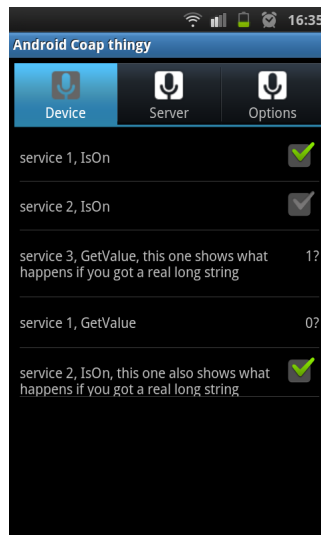 16:35
Android Coap thingy
Device Server Options
service 1, IsOn
service 2, IsOn
service 3, GetValue, this one shows what 1?
happens if you got a real long string
service 1, GetValue 0?
service 2, IsOn, this one also shows what
happens if you got a real long string